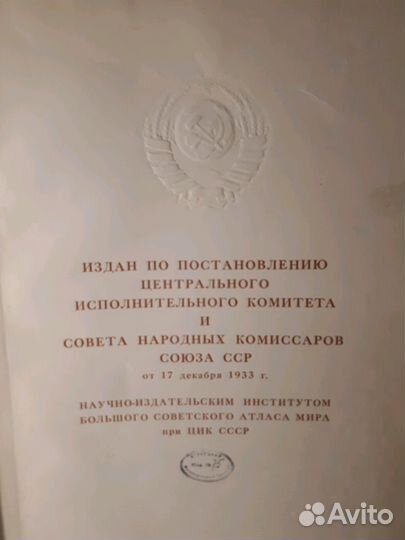 ИЗДАН ПО ПОСТАНОВЛЕНИЮ
ЦЕНТРАЛЬНОГО
ИСПОЛНИТЕЛЬНОГО КОМИТЕТА
И
СОВЕТА НАРОДНЫХ КОМИССАРОВ
СОЮЗА ССР
от 17 декабря 1933 г.
НАУЧНО-ИЗДАТЕЛЬСКИМ ИНСТИТУТОМ
БОЛЬШОГО СОВЕТСКОГО АТЛАСА МИРА
при ЦИК СССР
Avito